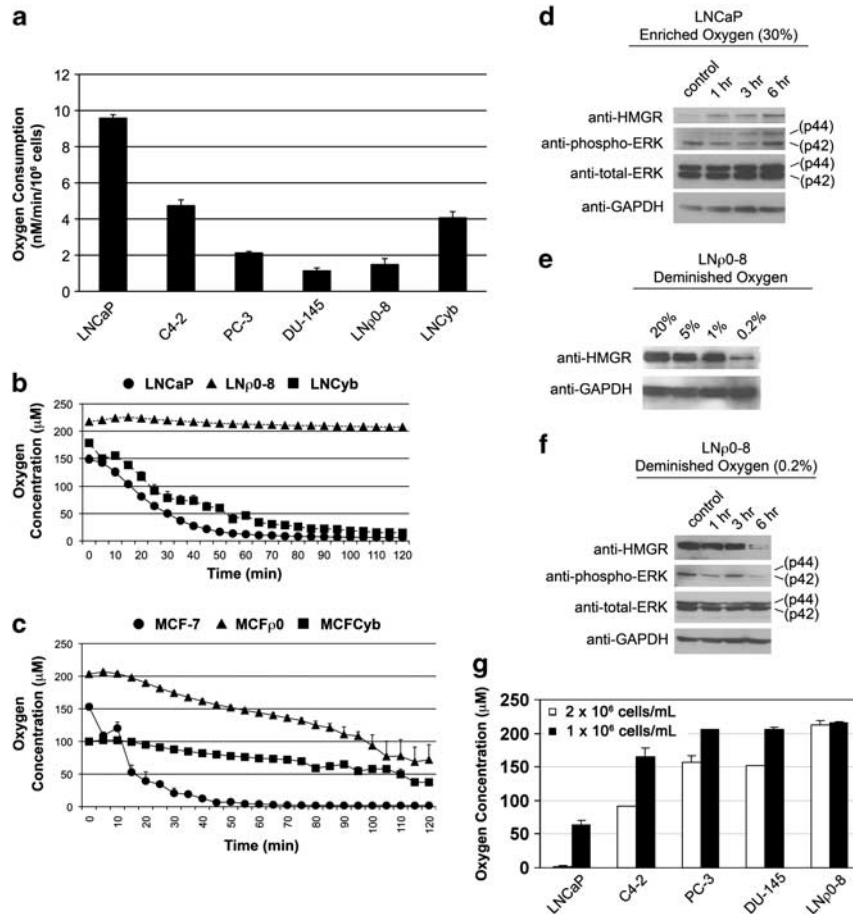 a
Oxygen Consumption
(nM/min/10⁶ cells)
12
10
8
6
4
2
0
LNCaP
C4-2
PC-3
DU-145
LNρ0-8
LNCyb
b
LNCaP LNρ0-8 LNCyb
Oxygen
Concentration (μM)
250
200
150
100
50
0
0 10 20 30 40 50 60 70 80 90 100 110 120
Time (min)
c
MCF-7 MCFρ0 MCFCyb
Oxygen
Concentration (μM)
250
200
150
100
50
0
0 10 20 30 40 50 60 70 80 90 100 110 120
Time (min)
d
LNCaP
Enriched Oxygen (30%)
control 1 hr 3 hr 6 hr
anti-HMGR
anti-phospho-ERK
(p44)
(p42)
anti-total-ERK
(p44)
(p42)
anti-GAPDH
e
LNρ0-8
Deminished Oxygen
20% 5% 1% 0.2%
anti-HMGR
anti-GAPDH
f
LNρ0-8
Deminished Oxygen (0.2%)
control 1 hr 3 hr 6 hr
anti-HMGR
anti-phospho-ERK
(p44)
(p42)
anti-total-ERK
(p44)
(p42)
anti-GAPDH
g
Oxygen Concentration (μM)
250
200
150
100
50
0
2 x 10⁶ cells/mL
1 x 10⁶ cells/mL
LNCaP
C4-2
PC-3
DU-145
LNρ0-8